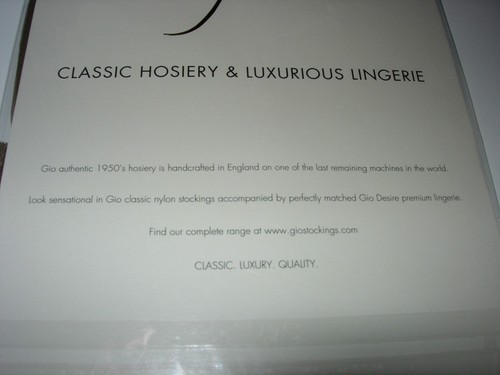 CLASSIC HOSIERY & LUXURIOUS LINGERIE
Gio authentic 1950's hosiery is handcrafted in England on one of the last remaining machines in the world.
Look sensational in Gio classic nylon stockings accompanied by perfectly matched Gio Desire premium lingerie.
Find our complete range at www.giostockings.com
CLASSIC. LUXURY. QUALITY.